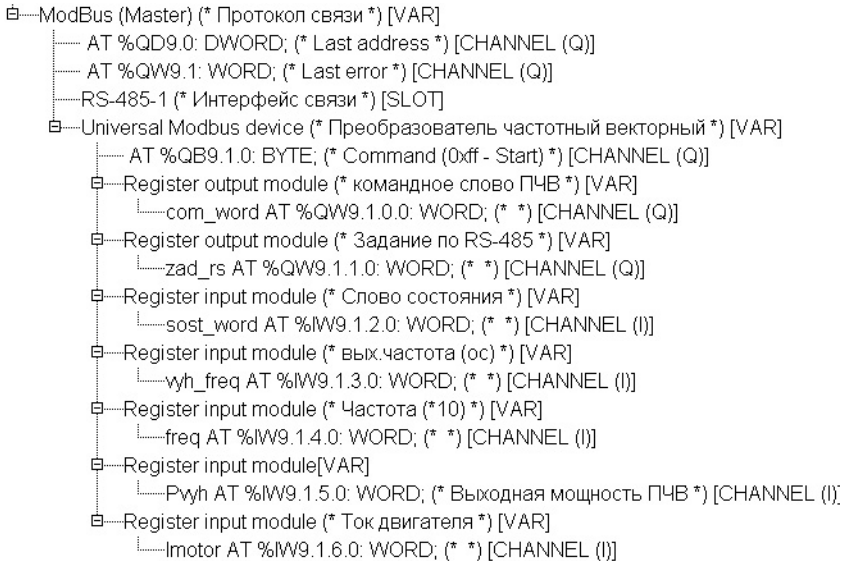 ModBus (Master) (* Протокол связи *) [VAR]
AT %QD9.0: DWORD; (* Last address *) [CHANNEL (Q)]
AT %QW9.1: WORD; (* Last error *) [CHANNEL (Q)]
RS-485-1 (* Интерфейс связи *) [SLOT]
Universal Modbus device (* Преобразователь частотный векторный *) [VAR]
AT %QB9.1.0: BYTE; (* Command (0xff - Start) *) [CHANNEL (Q)]
Register output module (* командное слово ПЧВ *) [VAR]
com_word AT %QW9.1.0.0: WORD; (* *) [CHANNEL (Q)]
Register output module (* Задание по RS-485 *) [VAR]
zad_rs AT %QW9.1.1.0: WORD; (* *) [CHANNEL (Q)]
Register input module (* Слово состояния *) [VAR]
sost_word AT %IW9.1.2.0: WORD; (* *) [CHANNEL (I)]
Register input module (* вых.частота (ос) *) [VAR]
vyh_freq AT %IW9.1.3.0: WORD; (* *) [CHANNEL (I)]
Register input module (* Частота (*10) *) [VAR]
freq AT %IW9.1.4.0: WORD; (* *) [CHANNEL (I)]
Register input module[VAR]
Pvyh AT %IW9.1.5.0: WORD; (* Выходная мощность ПЧВ *) [CHANNEL (I)]
Register input module (* Ток двигателя *) [VAR]
Imotor AT %IW9.1.6.0: WORD; (* *) [CHANNEL (I)]